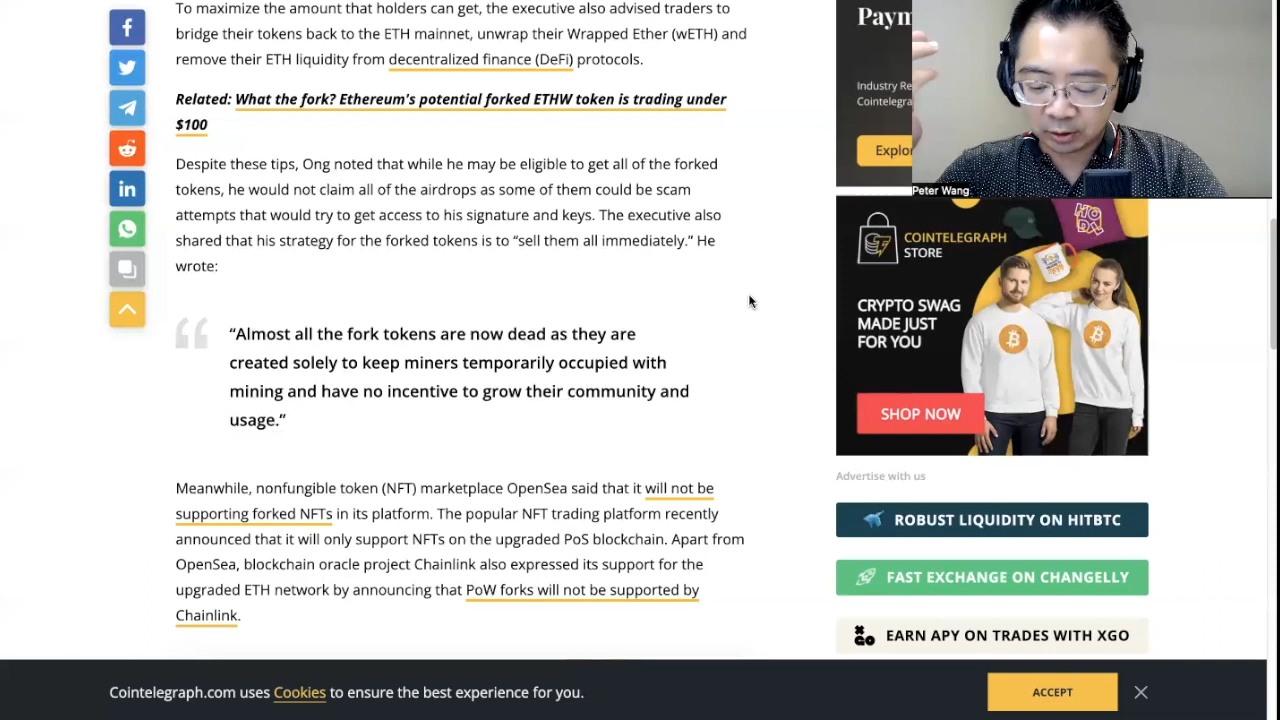 To maximize the amount that holders can get, the executive also advised traders to
bridge their tokens back to the ETH mainnet, unwrap their Wrapped Ether (wETH) and
remove their ETH liquidity from decentralized finance (DeFi) protocols.
Related: What the fork? Ethereum's potential forked ETHW token is trading under
$100
Despite these tips, Ong noted that while he may be eligible to get all of the forked
tokens, he would not claim all of the airdrops as some of them could be scam
attempts that would try to get access to his signature and keys. The executive also
shared that his strategy for the forked tokens is to “sell them all immediately.” He
wrote:
“Almost all the fork tokens are now dead as they are
created solely to keep miners temporarily occupied with
mining and have no incentive to grow their community and
usage.”
Meanwhile, nonfungible token (NFT) marketplace OpenSea said that it will not be
supporting forked NFTs in its platform. The popular NFT trading platform recently
announced that it will only support NFTs on the upgraded PoS blockchain. Apart from
OpenSea, blockchain oracle project Chainlink also expressed its support for the
upgraded ETH network by announcing that PoW forks will not be supported by
Chainlink.
Paym
Industry Re
Cointelegra
Explor
Peter Wang
COINTELEGRAPH
STORE
CRYPTO SWAG
MADE JUST
FOR YOU
SHOP NOW
Advertise with us
ROBUST LIQUIDITY ON HITBTC
FAST EXCHANGE ON CHANGELLY
EARN APY ON TRADES WITH XGO
Cointelegraph.com uses Cookies to ensure the best experience for you.
ACCEPT